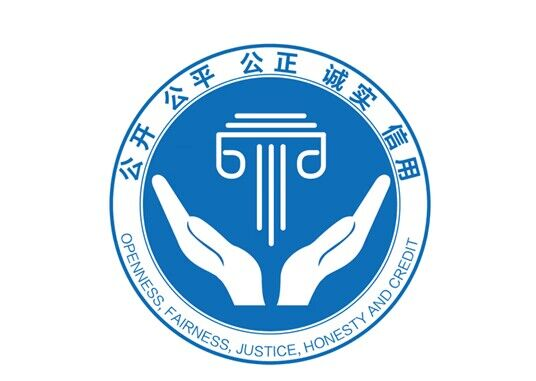 公开 公平 公正 诚实 信用
OPENNESS, FAIRNESS, JUSTICE, HONESTY AND CREDIT